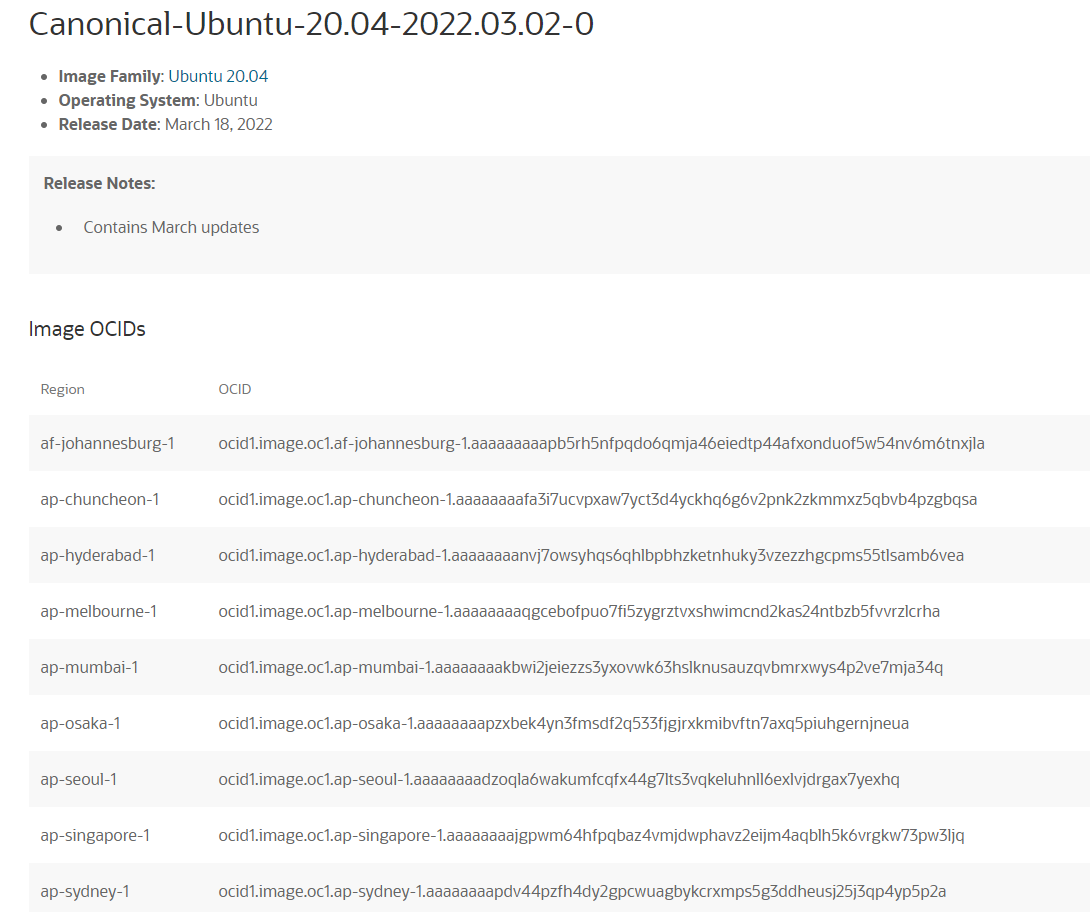 Canonical-Ubuntu-20.04-2022.03.02-0
Image Family: Ubuntu 20.04
Operating System: Ubuntu
Release Date: March 18, 2022
Release Notes:
Contains March updates
Image OCIDs
Region OCID
af-johannesburg-1 ocid1.image.oc1.af-johannesburg-1.aaaaaaaaapb5rh5nfpqdo6qmja46eiedtp44afxonduof5w54nv6m6tnxjla
ap-chuncheon-1 ocid1.image.oc1.ap-chuncheon-1.aaaaaaaafa3i7ucvpxaw7yct3d4yckhq6g6v2pnk2zkmmxz5qbvb4pzgbqsa
ap-hyderabad-1 ocid1.image.oc1.ap-hyderabad-1.aaaaaaaanvj7owsyhqs6qhlbpbhzketnhuky3vzezzhgcpms55tlsamb6vea
ap-melbourne-1 ocid1.image.oc1.ap-melbourne-1.aaaaaaaaqgcebofpuo7fi5zygrztvxshwimcnd2kas24ntbzb5fvvrzlcrha
ap-mumbai-1 ocid1.image.oc1.ap-mumbai-1.aaaaaaaakbwi2jeiezzs3yxovwk63hslknusauzqvbmrxwys4p2ve7mja34q
ap-osaka-1 ocid1.image.oc1.ap-osaka-1.aaaaaaaapzxbek4yn3fmsdf2q533fjgjrxkmibvftn7axq5piuhgernjneua
ap-seoul-1 ocid1.image.oc1.ap-seoul-1.aaaaaaaadzoqla6wakumfcqfx44g7lts3vqkeluhnll6exlvjdrgax7yexhq
ap-singapore-1 ocid1.image.oc1.ap-singapore-1.aaaaaaaajgpwm64hfpqbaz4vmjdwphavz2eijm4aqblh5k6vrgkw73pw3ljq
ap-sydney-1 ocid1.image.oc1.ap-sydney-1.aaaaaaaapdv44pzfh4dy2gpcwuagbykcrxmps5g3ddheusj25j3qp4yp5p2a